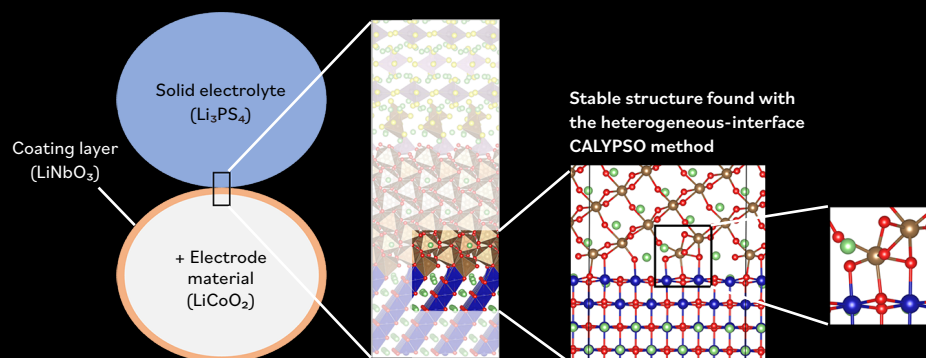 Solid electrolyte
(Li₃PS₄)
Coating layer
(LiNbO₃)
+ Electrode
material
(LiCoO₂)
Stable structure found with
the heterogeneous-interface
CALYPSO method